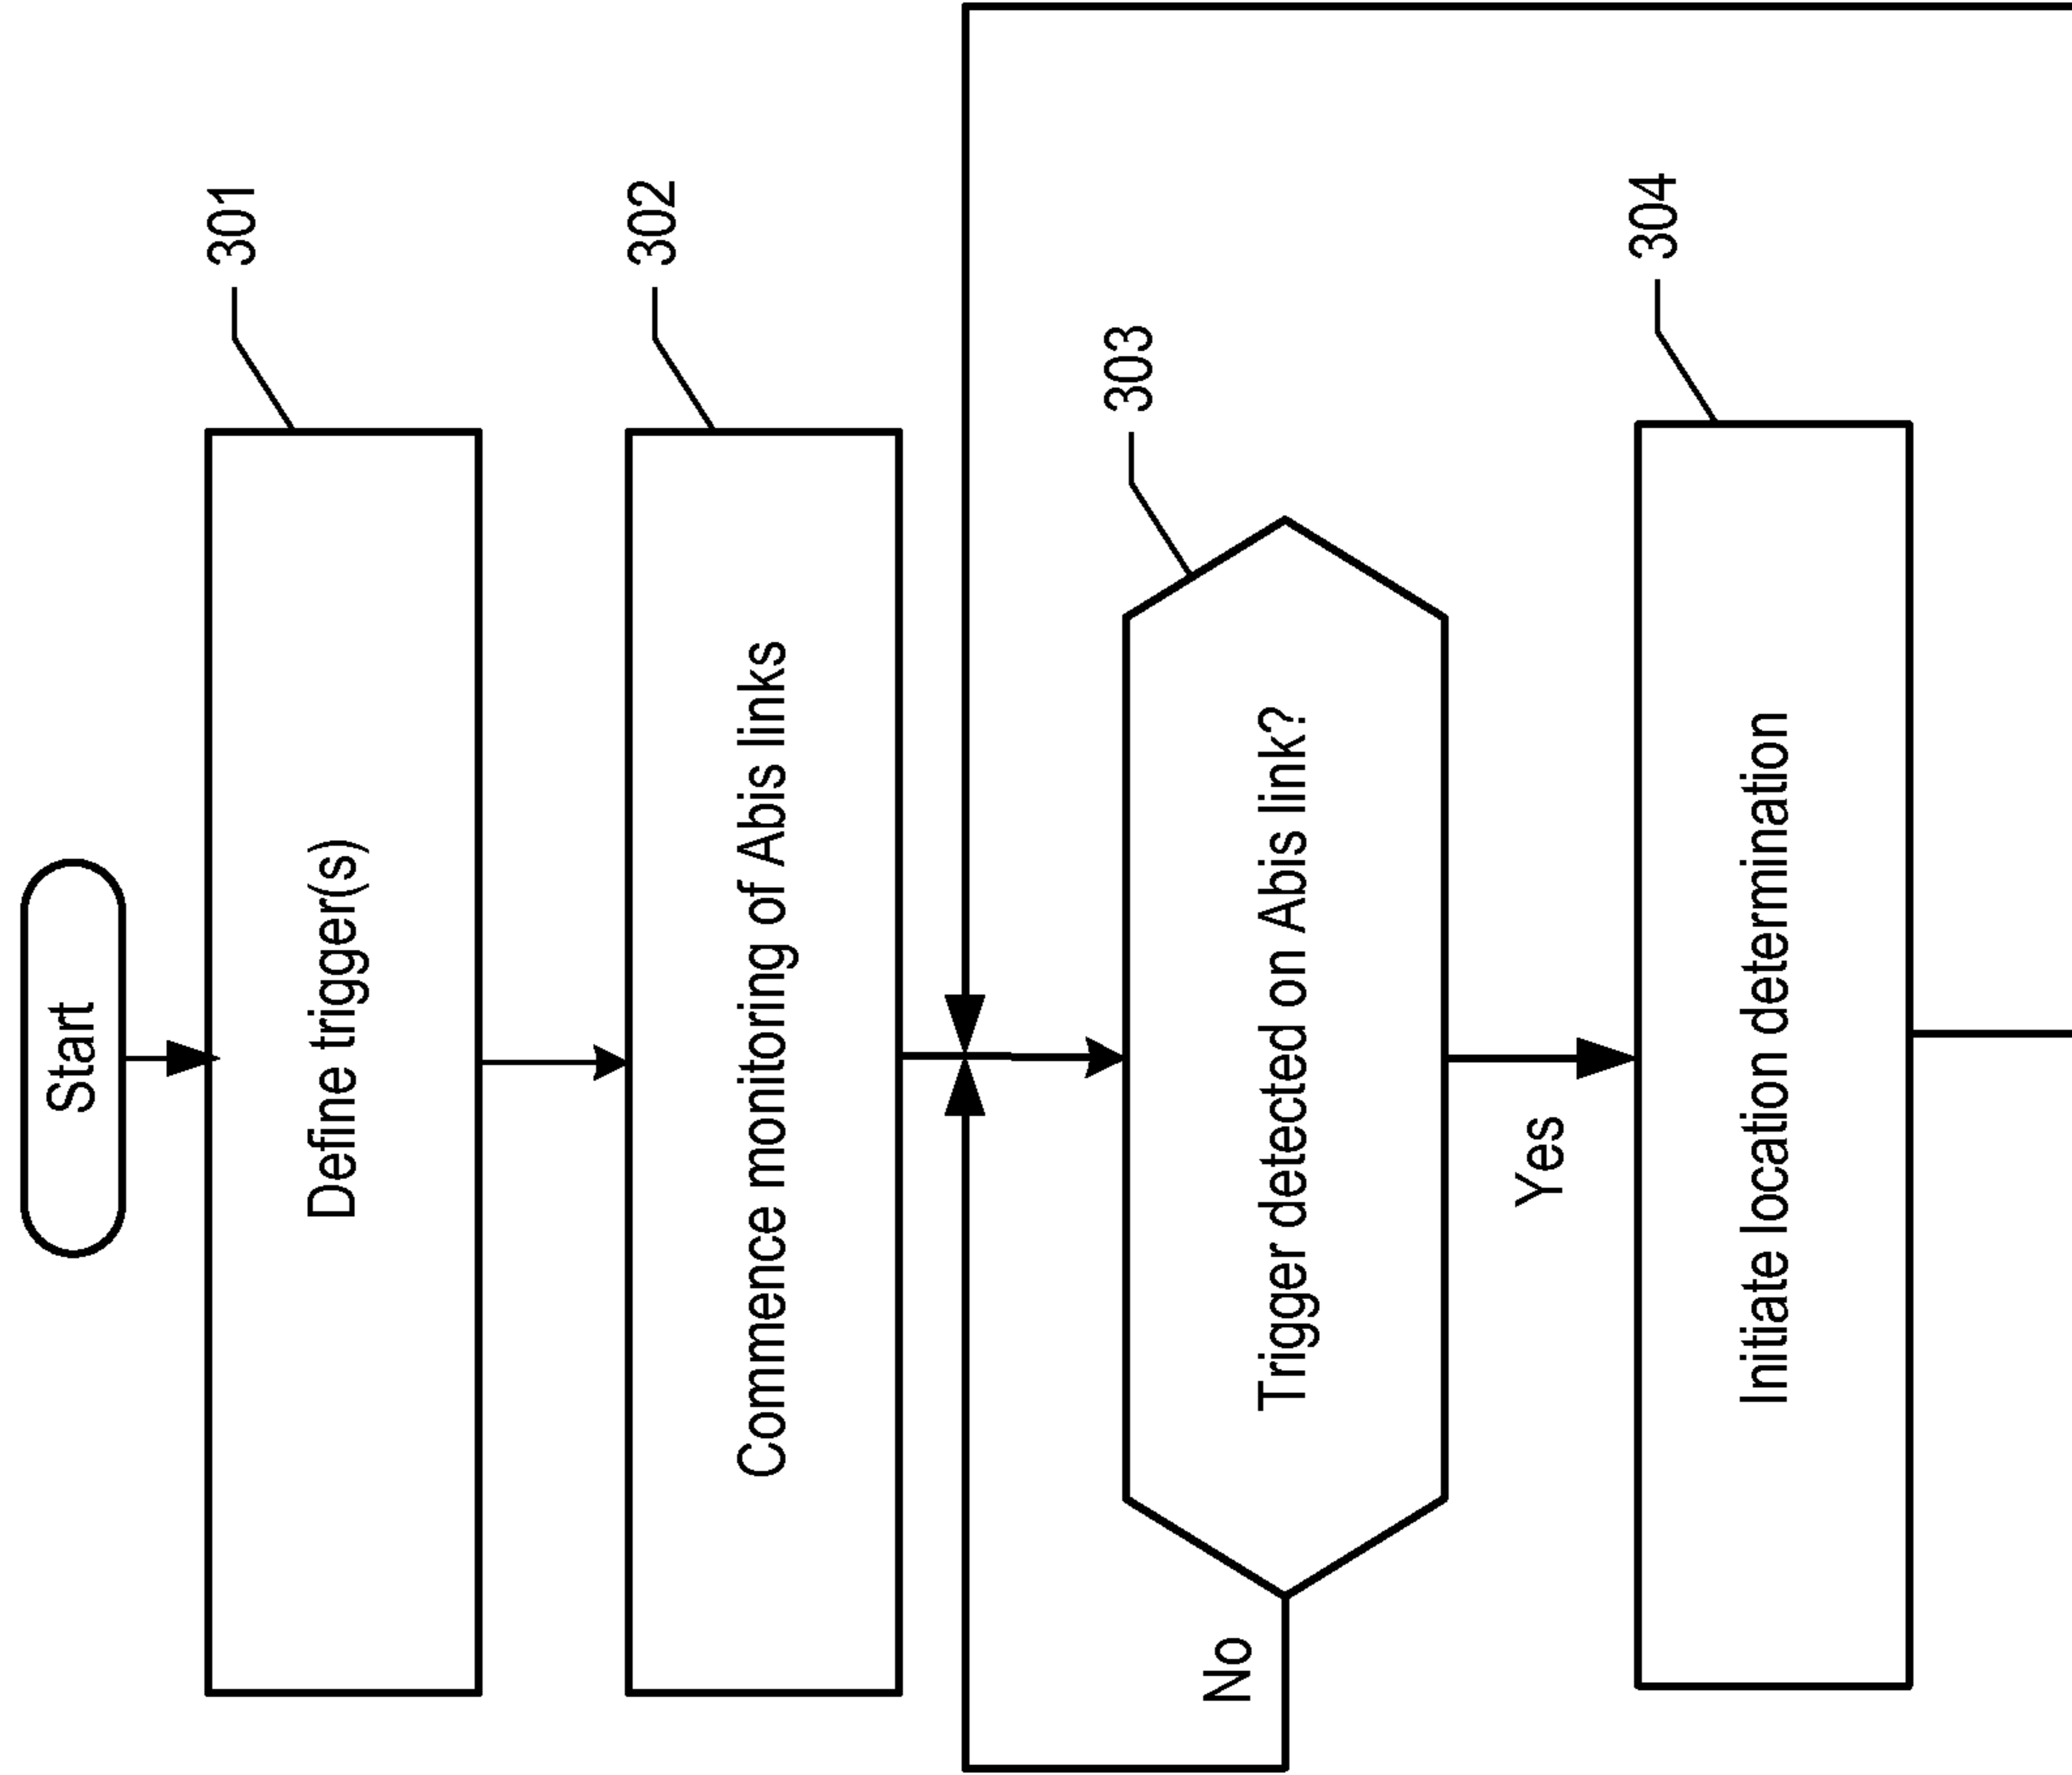 Start
301
Define trigger(s)
302
Commence monitoring of Abis links
303
Trigger detected on Abis link?
No
Yes
304
Initiate location determination